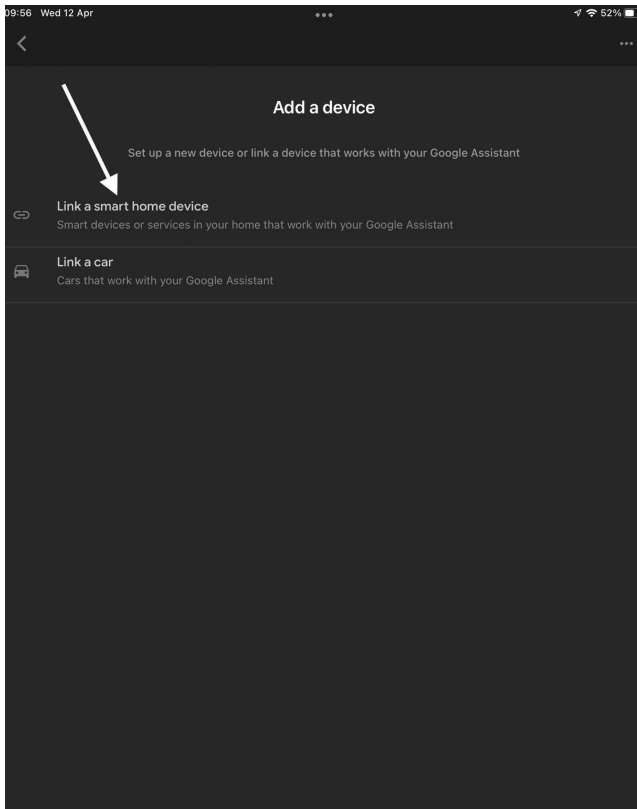 09:56 Wed 12 Apr
52%
Add a device
Set up a new device or link a device that works with your Google Assistant
Link a smart home device
Smart devices or services in your home that work with your Google Assistant
Link a car
Cars that work with your Google Assistant